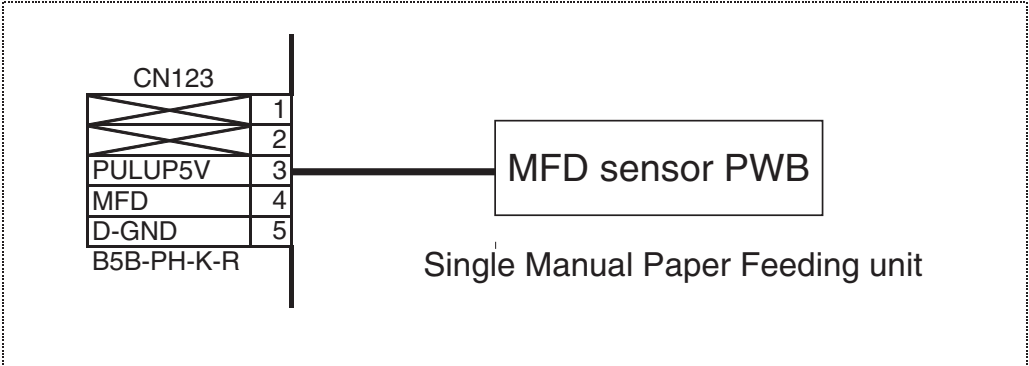 CN123
1
2
PULUP5V 3
MFD sensor PWB
MFD 4
D-GND 5
B5B-PH-K-R
Single Manual Paper Feeding unit